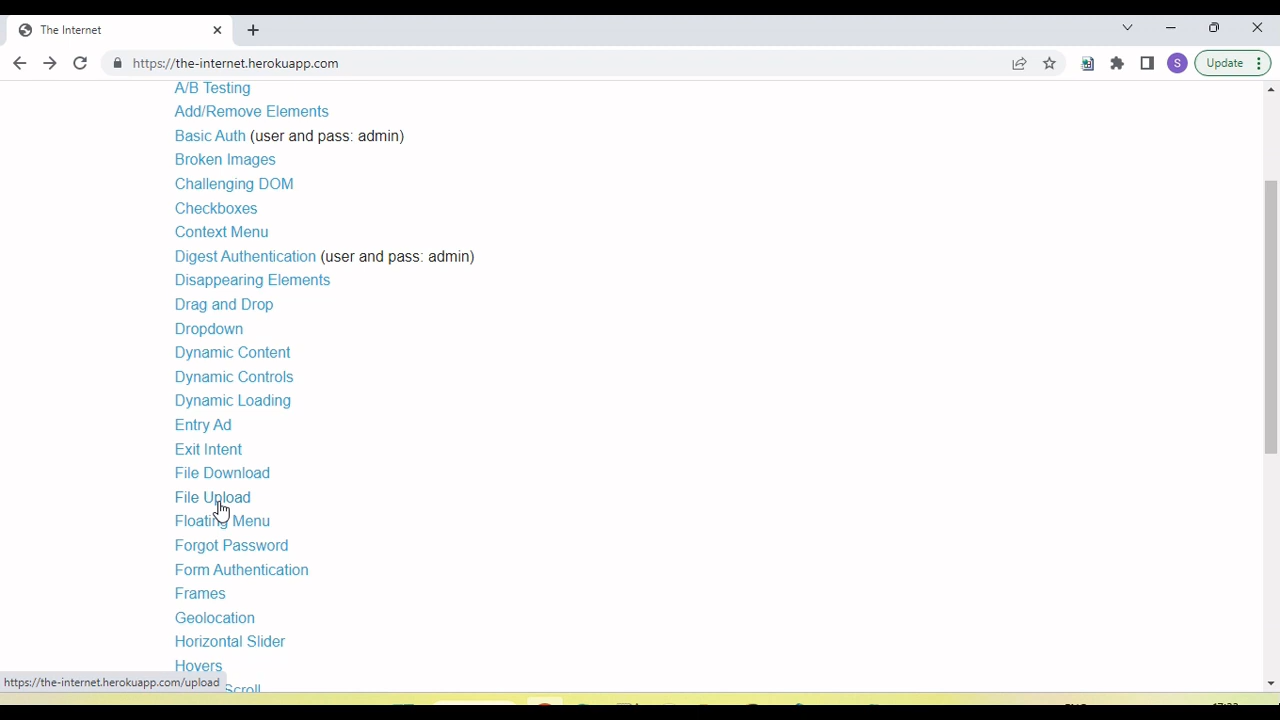 The Internet
https://the-internet.herokuapp.com
S
Update
A/B Testing
Add/Remove Elements
Basic Auth (user and pass: admin)
Broken Images
Challenging DOM
Checkboxes
Context Menu
Digest Authentication (user and pass: admin)
Disappearing Elements
Drag and Drop
Dropdown
Dynamic Content
Dynamic Controls
Dynamic Loading
Entry Ad
Exit Intent
File Download
File Upload
Floating Menu
Forgot Password
Form Authentication
Frames
Geolocation
Horizontal Slider
Hovers
https://the-internet.herokuapp.com/upload
Scroll